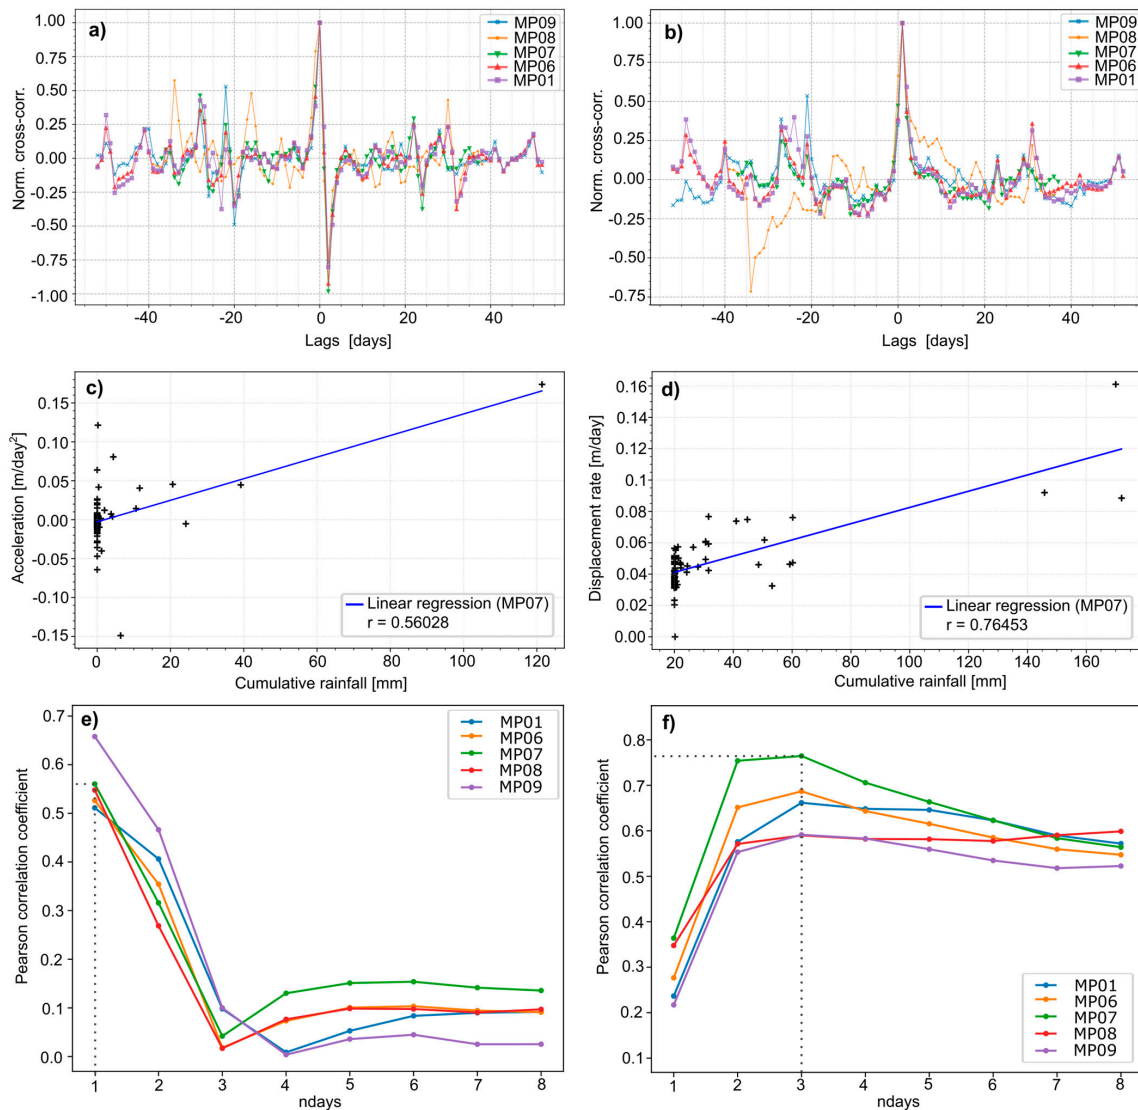 a)
MP09
MP08
MP07
MP06
MP01
1.00
0.75
0.50
0.25
0.00
-0.25
-0.50
-0.75
-1.00
Norm. cross-corr.
-40
-20
0
20
40
Lags [days]
b)
MP09
MP08
MP07
MP06
MP01
1.00
0.75
0.50
0.25
0.00
-0.25
-0.50
-0.75
Norm. cross-corr.
-40
-20
0
20
40
Lags [days]
c)
0.15
0.10
0.05
0.00
-0.05
-0.10
-0.15
Acceleration [m/day²]
Linear regression (MP07)
r = 0.56028
0
20
40
60
80
100
120
Cumulative rainfall [mm]
d)
0.16
0.14
0.12
0.10
0.08
0.06
0.04
0.02
0.00
Displacement rate [m/day]
Linear regression (MP07)
r = 0.76453
20
40
60
80
100
120
140
160
Cumulative rainfall [mm]
e)
MP01
MP06
MP07
MP08
MP09
0.7
0.6
0.5
0.4
0.3
0.2
0.1
0.0
Pearson correlation coefficient
1
2
3
4
5
6
7
8
ndays
f)
0.8
0.7
0.6
0.5
0.4
0.3
0.2
0.1
Pearson correlation coefficient
MP01
MP06
MP07
MP08
MP09
1
2
3
4
5
6
7
8
ndays